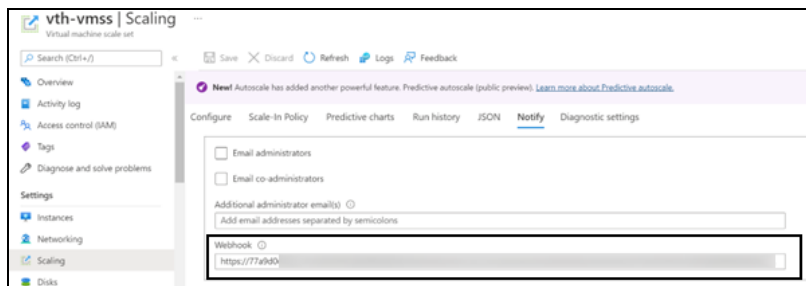 vth-vmss | Scaling ...
Virtual machine scale set
Search (Ctrl+/)
«
Save Discard Refresh Logs Feedback
Overview
Activity log
Access control (IAM)
Tags
Diagnose and solve problems
Settings
Instances
Networking
Scaling
Disks
New! Autoscale has added another powerful feature. Predictive autoscale (public preview). Learn more about Predictive autoscale.
Configure Scale-In Policy Predictive charts Run history JSON Notify Diagnostic settings
Email administrators
Email co-administrators
Additional administrator email(s)
Add email addresses separated by semicolons
Webhook
https://77a9d0